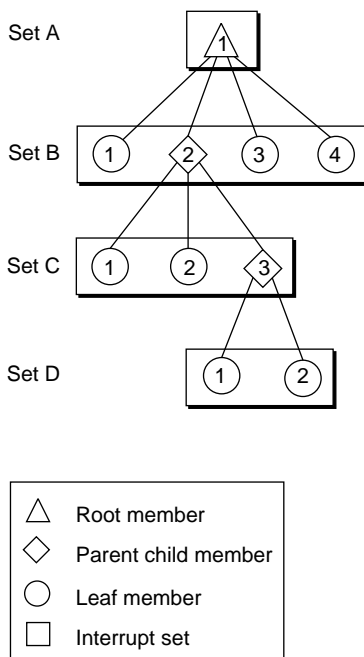 Set A
1
Set B
1 2 3 4
Set C
1 2 3
Set D
1 2
Root member
Parent child member
Leaf member
Interrupt set